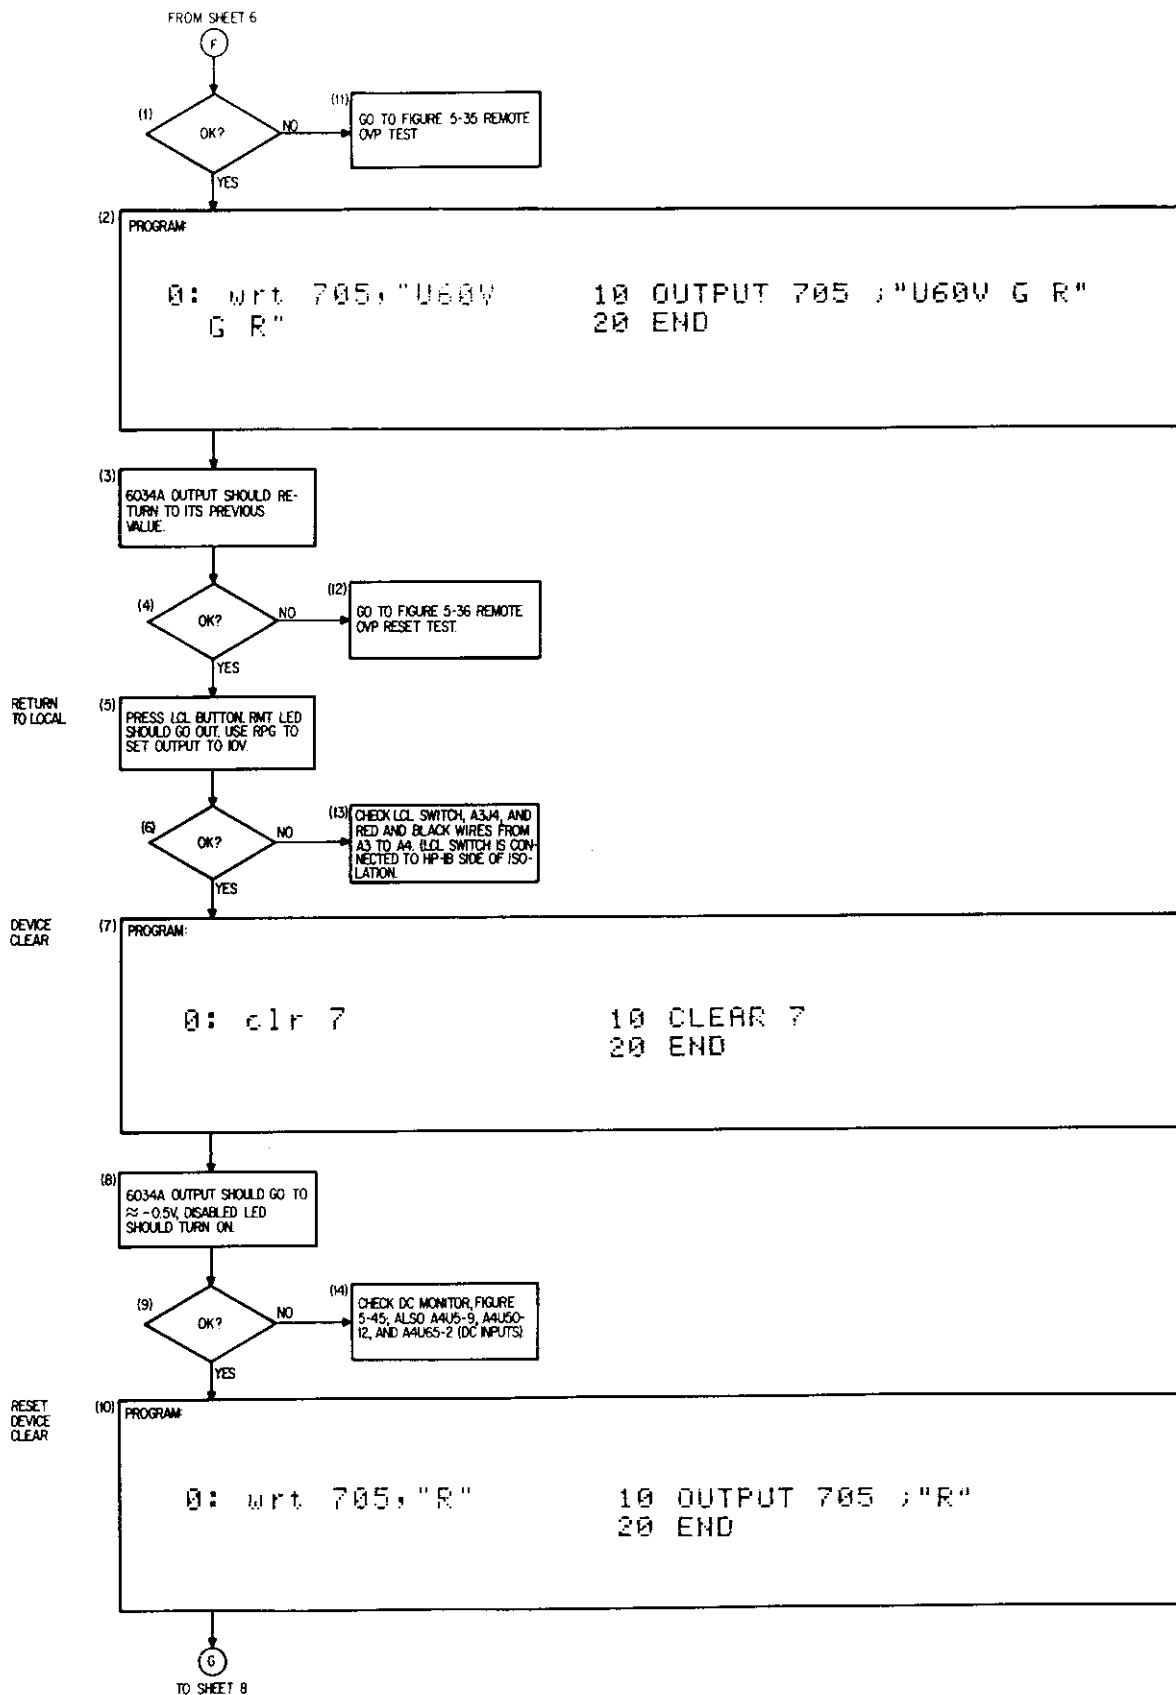 FROM SHEET 6
F
(1)
OK?
NO
(11)
GO TO FIGURE 5-35 REMOTE
OVP TEST
YES
(2)
PROGRAM:
0: wrt 705,"U60V
G R"
10 OUTPUT 705 ;"U60V G R"
20 END
(3)
6034A OUTPUT SHOULD RE-
TURN TO ITS PREVIOUS
VALUE.
(4)
OK?
NO
(12)
GO TO FIGURE 5-36 REMOTE
OVP RESET TEST.
YES
RETURN
TO LOCAL
(5)
PRESS LCL BUTTON. RMT LED
SHOULD GO OUT. USE RPG TO
SET OUTPUT TO 10V.
(6)
OK?
NO
(13)
CHECK LCL SWITCH, A3J4, AND
RED AND BLACK WIRES FROM
A3 TO A4. (LCL SWITCH IS CON-
NECTED TO HP-IB SIDE OF ISO-
LATION.
YES
DEVICE
CLEAR
(7)
PROGRAM:
0: clr 7
10 CLEAR 7
20 END
(8)
6034A OUTPUT SHOULD GO TO
≈ -0.5V, DISABLED LED
SHOULD TURN ON.
(9)
OK?
NO
(14)
CHECK DC MONITOR, FIGURE
5-45; ALSO A4U5-9, A4U50-
12, AND A4U65-2 (DC INPUTS)
YES
RESET
DEVICE
CLEAR
(10)
PROGRAM:
0: wrt 705,"R"
10 OUTPUT 705 ;"R"
20 END
G
TO SHEET 8